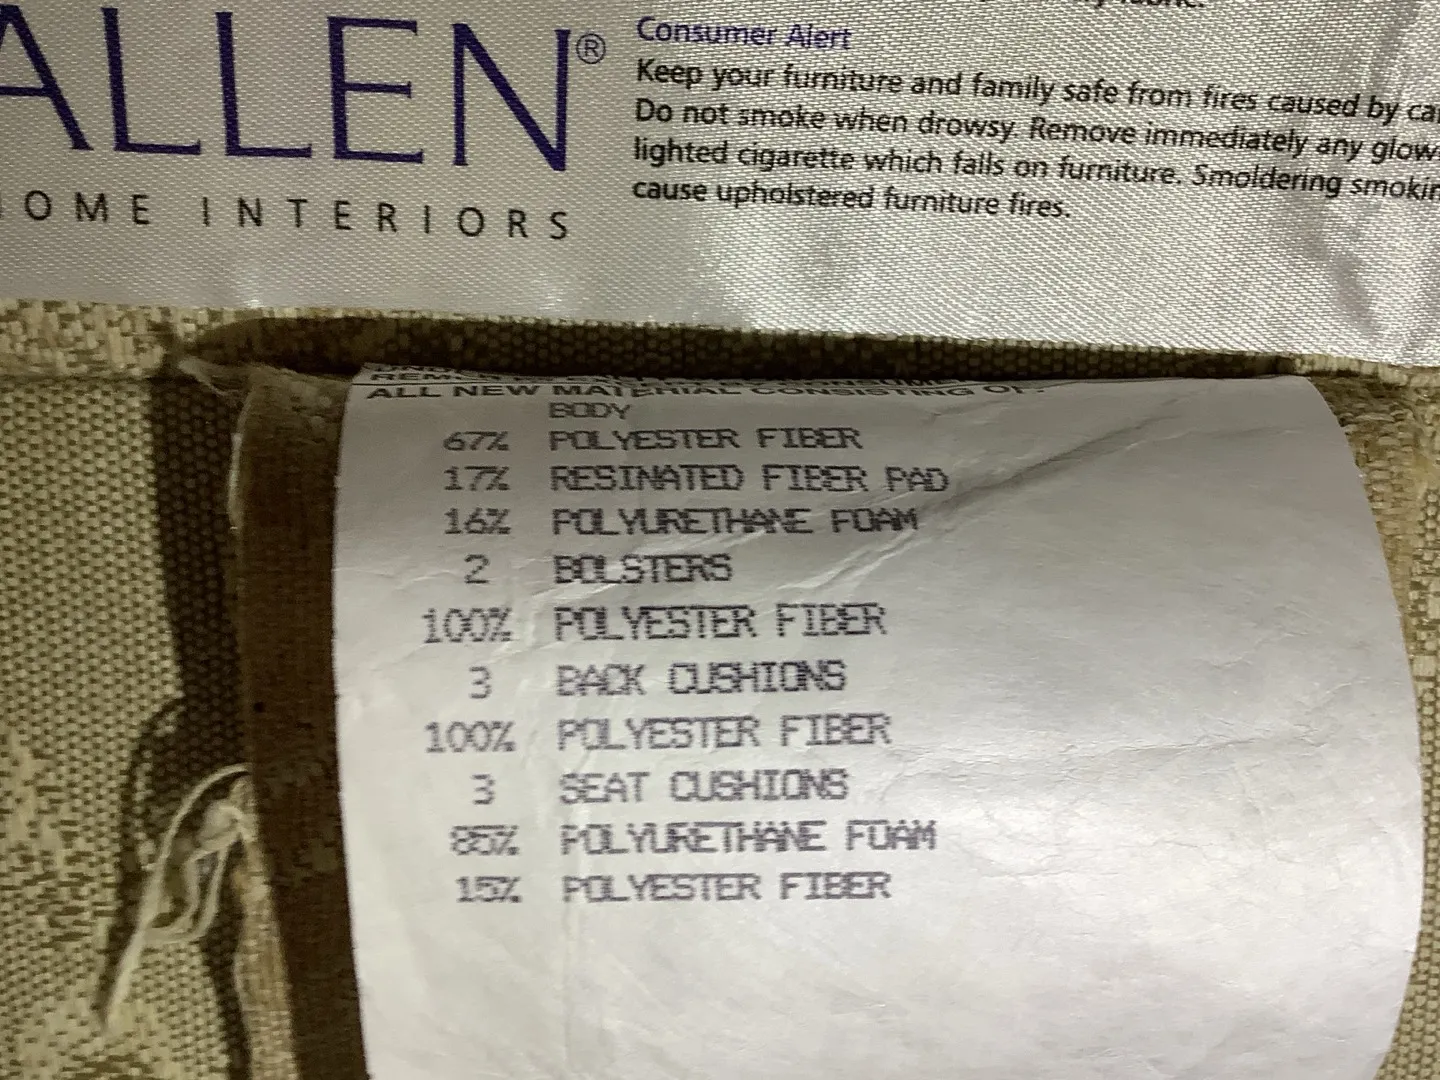 ALLEN®
HOME INTERIORS
Consumer Alert
Keep your furniture and family safe from fires caused by
Do not smoke when drowsy. Remove immediately any
lighted cigarette which falls on furniture. Smoldering
cause upholstered furniture fires.
ALL NEW MATERIAL CONSISTING OF
BODY
67% POLYESTER FIBER
17% RESINATED FIBER PAD
16% POLYURETHANE FOAM
2 BOLSTERS
100% POLYESTER FIBER
3 BACK CUSHIONS
100% POLYESTER FIBER
3 SEAT CUSHIONS
85% POLYURETHANE FOAM
15% POLYESTER FIBER